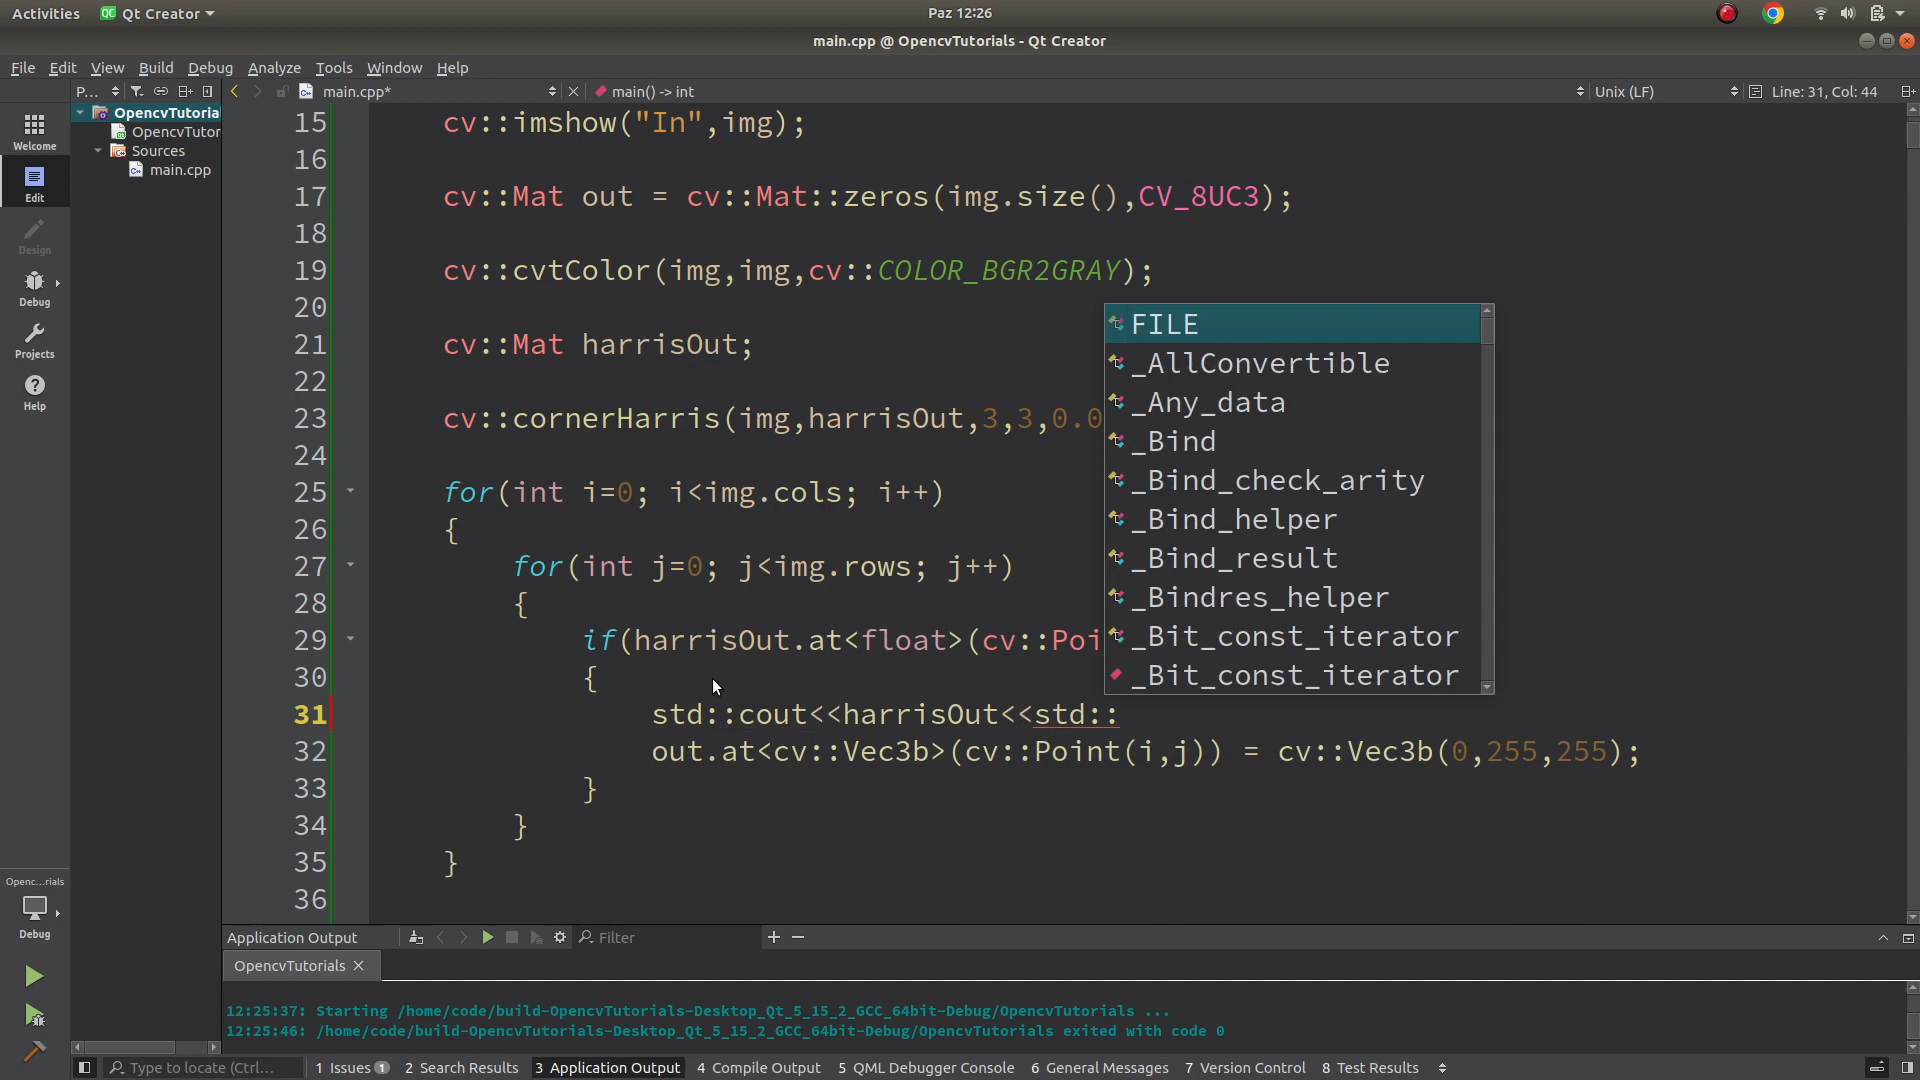 Activities
Qt Creator
Paz 12:26
main.cpp @ OpencvTutorials - Qt Creator
File Edit View Build Debug Analyze Tools Window Help
P...
main.cpp*
main() -> int
Unix (LF)
Line: 31, Col: 44
OpencvTutoria
OpencvTutor
Sources
main.cpp
Welcome
Edit
Design
Debug
Projects
Help
15 cv::imshow("In",img);
16
17 cv::Mat out = cv::Mat::zeros(img.size(),CV_8UC3);
18
19 cv::cvtColor(img,img,cv::COLOR_BGR2GRAY);
20
21 cv::Mat harrisOut;
22
23 cv::cornerHarris(img,harrisOut,3,3,0.0
24
25 for(int i=0; i<img.cols; i++)
26 {
27 for(int j=0; j<img.rows; j++)
28 {
29 if(harrisOut.at<float>(cv::Poi
30 {
31 std::cout<<harrisOut<<std::
32 out.at<cv::Vec3b>(cv::Point(i,j)) = cv::Vec3b(0,255,255);
33 }
34 }
35 }
36
FILE
_AllConvertible
_Any_data
_Bind
_Bind_check_arity
_Bind_helper
_Bind_result
_Bindres_helper
_Bit_const_iterator
_Bit_const_iterator
Openc...rials
Debug
Application Output
Filter
OpencvTutorials
12:25:37: Starting /home/code/build-OpencvTutorials-Desktop_Qt_5_15_2_GCC_64bit-Debug/OpencvTutorials ...
12:25:46: /home/code/build-OpencvTutorials-Desktop_Qt_5_15_2_GCC_64bit-Debug/OpencvTutorials exited with code 0
Type to locate (Ctrl...
1 Issues 1
2 Search Results
3 Application Output
4 Compile Output
5 QML Debugger Console
6 General Messages
7 Version Control
8 Test Results